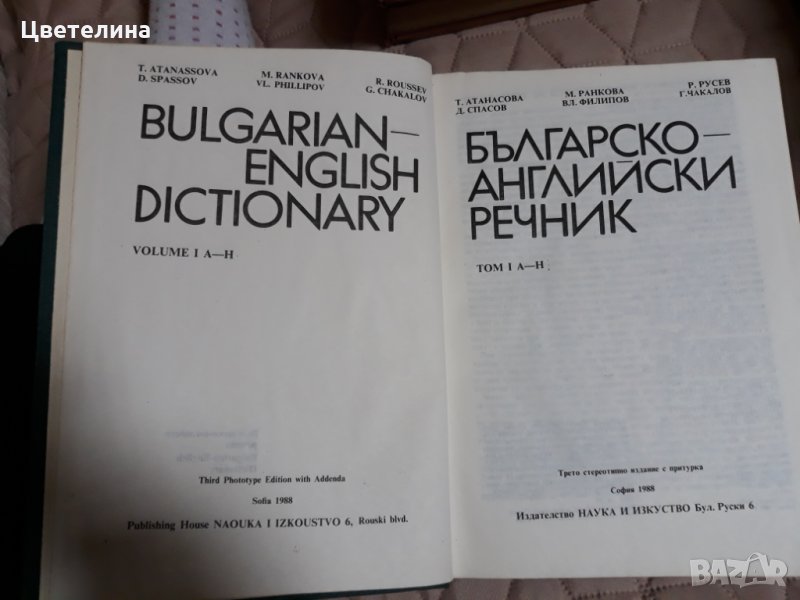 Цветелина
T. ATANASSOVA M. RANKOVA R. ROUSSEV
D. SPASSOV VL. PHILLIPOV G. CHAKALOV
BULGARIAN—
ENGLISH
DICTIONARY
VOLUME I A—H
Third Phototype Edition with Addenda
Sofia 1988
Publishing House NAOUKA I IZKOUSTVO 6, Rouski blvd.
Т. АТАНАСОВА М. РАНКОВА Р. РУСЕВ
Д. СПАСОВ ВЛ. ФИЛИПОВ Г. ЧАКАЛОВ
БЪЛГАРСКО—
АНГЛИЙСКИ
РЕЧНИК
ТОМ I А—Н
Трето стереотипно издание с притурка
София 1988
Издателство НАУКА И ИЗКУСТВО Бул. Руски 6
BAZAR